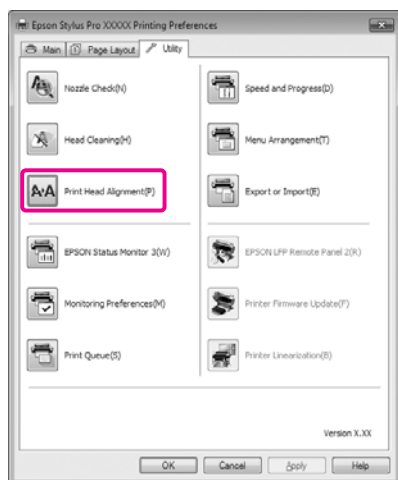 Epson Stylus Pro XXXXX Printing Preferences
Main Page Layout Utility
Nozzle Check(N)
Speed and Progress(D)
Head Cleaning(H)
Menu Arrangement(T)
A:A Print Head Alignment(P)
Export or Import(E)
EPSON Status Monitor 3(W)
EPSON LFP Remote Panel 2(R)
Monitoring Preferences(M)
Printer Firmware Update(F)
Print Queue(S)
Printer Linearization(B)
Version X.XX
OK Cancel Apply Help